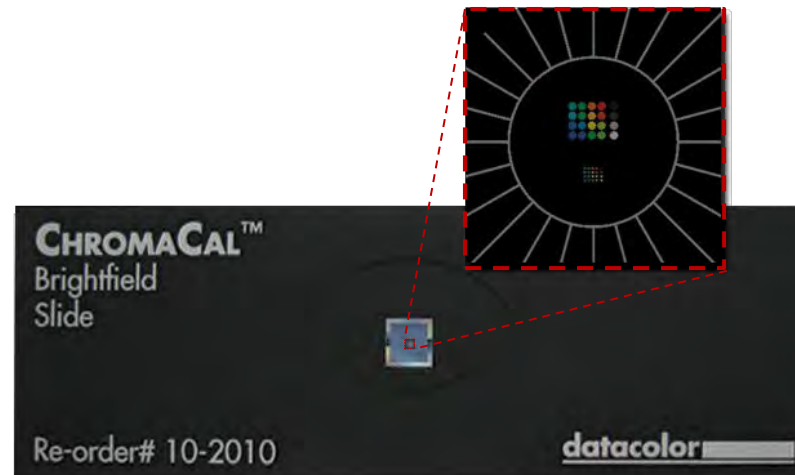 CHROMACAL™
Brightfield
Slide
Re-order# 10-2010
datacolor